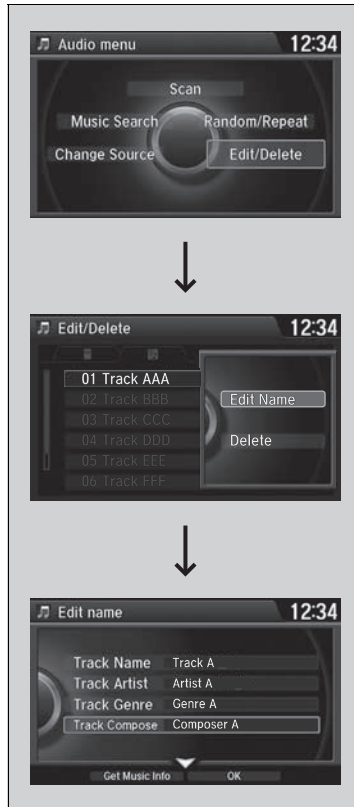 Audio menu 12:34
Scan
Music Search Random/Repeat
Change Source Edit/Delete
Edit/Delete 12:34
01 Track AAA
02 Track BBB
Edit Name
03 Track CCC
04 Track DDD
Delete
05 Track EEE
06 Track FFF
Edit name 12:34
Track Name Track A
Track Artist Artist A
Track Genre Genre A
Track Compose Composer A
Get Music Info OK